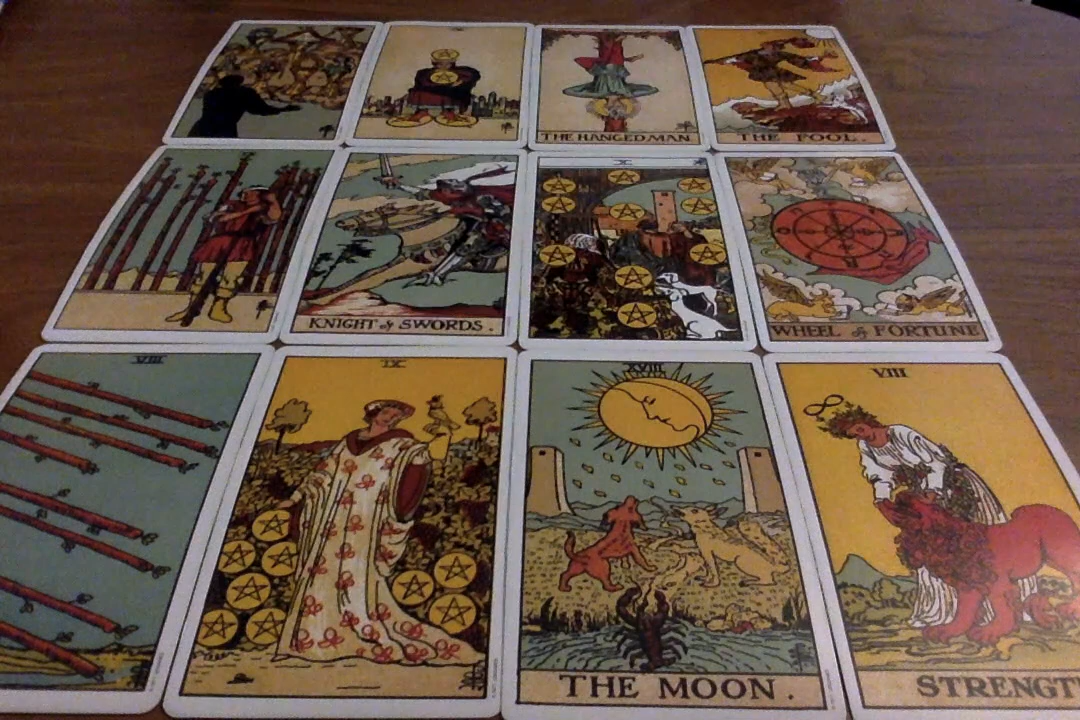 THE HANGED MAN.
THE FOOL.
KNIGHT of SWORDS.
X
WHEEL of FORTUNE
VIII
IX
XVIII
VIII
THE MOON.
STRENGT